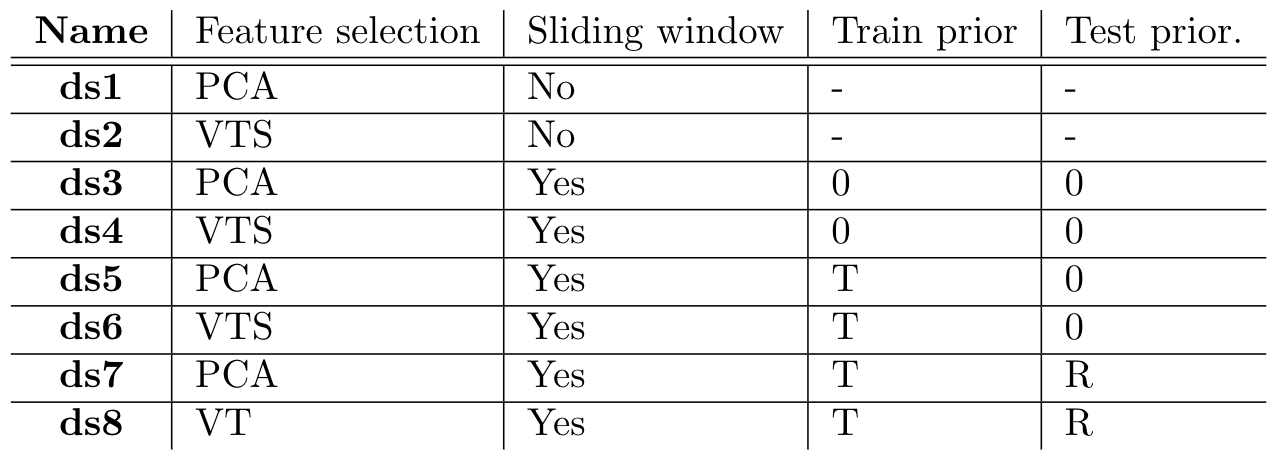 Name Feature selection Sliding window Train prior Test prior.
ds1 PCA No - -
ds2 VTS No - -
ds3 PCA Yes 0 0
ds4 VTS Yes 0 0
ds5 PCA Yes T 0
ds6 VTS Yes T 0
ds7 PCA Yes T R
ds8 VT Yes T R